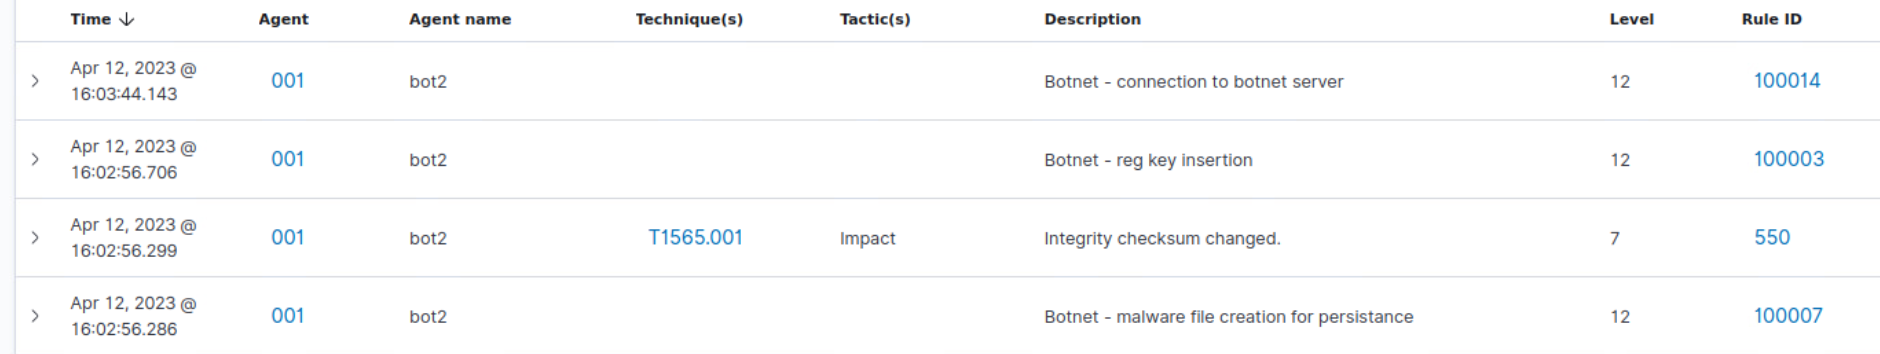 Time Agent Agent name Technique(s) Tactic(s) Description Level Rule ID
Apr 12, 2023 @
16:03:44.143 001 bot2 Botnet - connection to botnet server 12 100014
Apr 12, 2023 @
16:02:56.706 001 bot2 Botnet - reg key insertion 12 100003
Apr 12, 2023 @
16:02:56.299 001 bot2 T1565.001 Impact Integrity checksum changed. 7 550
Apr 12, 2023 @
16:02:56.286 001 bot2 Botnet - malware file creation for persistance 12 100007